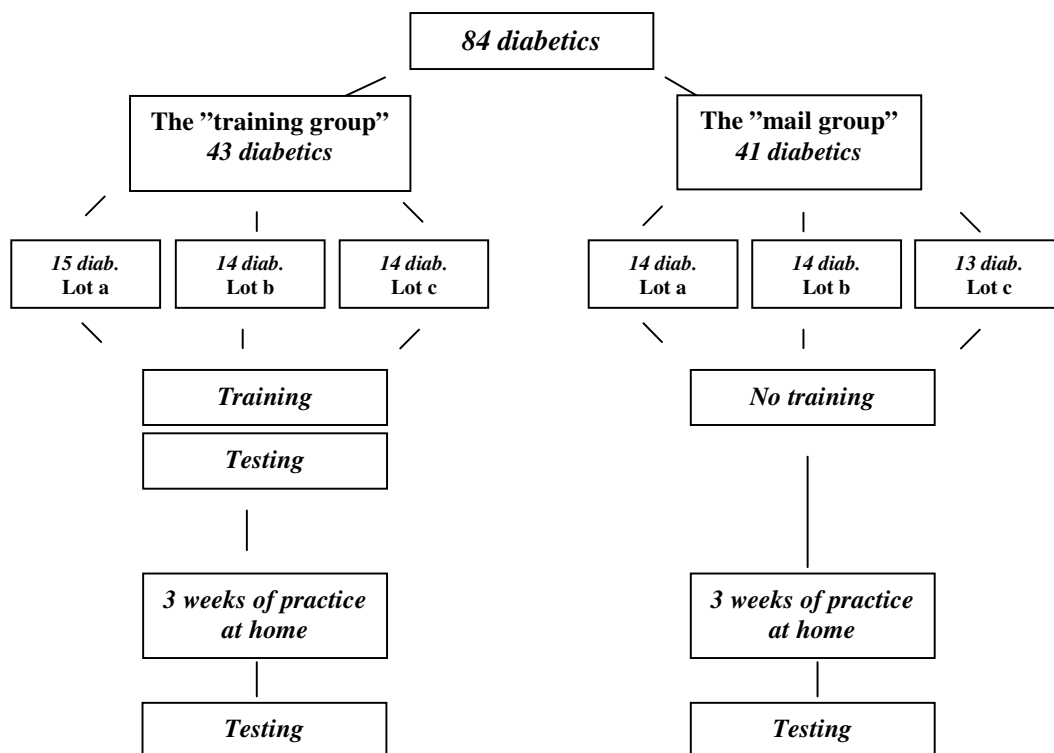 84 diabetics
The ”training group”
43 diabetics
The ”mail group”
41 diabetics
15 diab.
Lot a
14 diab.
Lot b
14 diab.
Lot c
14 diab.
Lot a
14 diab.
Lot b
13 diab.
Lot c
Training
No training
Testing
3 weeks of practice
at home
3 weeks of practice
at home
Testing
Testing